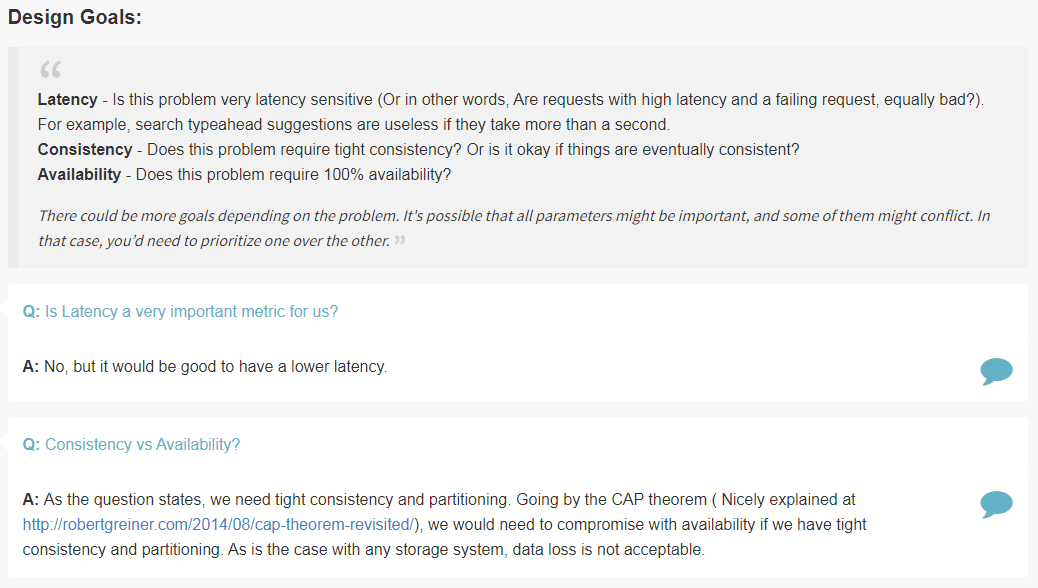 Design Goals:
“
Latency - Is this problem very latency sensitive (Or in other words, Are requests with high latency and a failing request, equally bad?).
For example, search typeahead suggestions are useless if they take more than a second.
Consistency - Does this problem require tight consistency? Or is it okay if things are eventually consistent?
Availability - Does this problem require 100% availability?
There could be more goals depending on the problem. It's possible that all parameters might be important, and some of them might conflict. In
that case, you’d need to prioritize one over the other. ”
Q: Is Latency a very important metric for us?
A: No, but it would be good to have a lower latency.
Q: Consistency vs Availability?
A: As the question states, we need tight consistency and partitioning. Going by the CAP theorem ( Nicely explained at
http://robertgreiner.com/2014/08/cap-theorem-revisited/), we would need to compromise with availability if we have tight
consistency and partitioning. As is the case with any storage system, data loss is not acceptable.